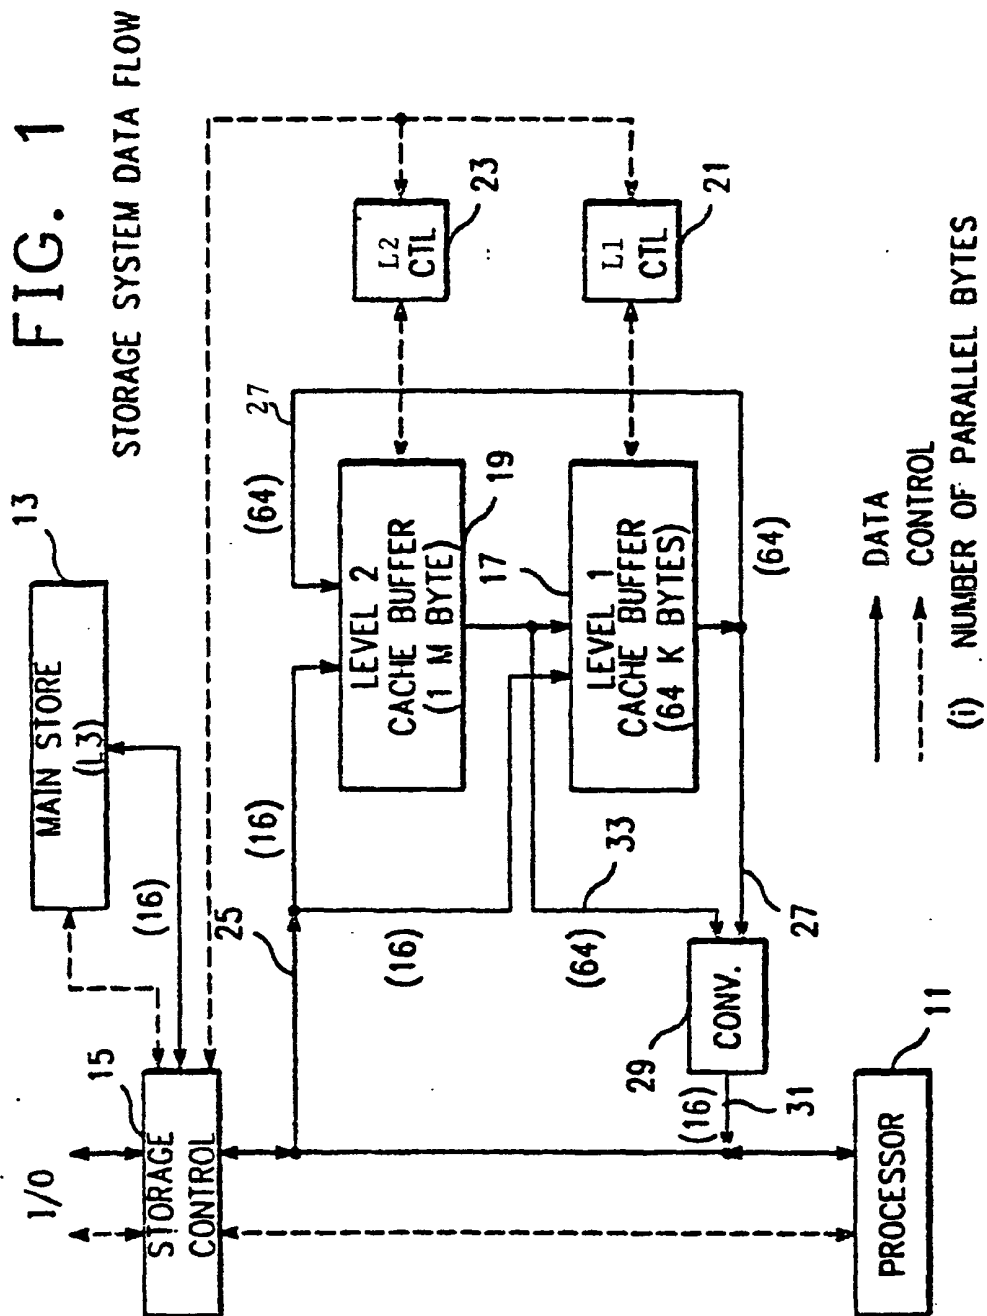 FIG. 1
STORAGE SYSTEM DATA FLOW
I/O
15
STORAGE
CONTROL
13
MAIN STORE
(L3)
(16)
25
(16)
(16)
(64)
27
LEVEL 2
CACHE BUFFER
(1 M BYTE)
19
L2
CTL
23
17
LEVEL 1
CACHE BUFFER
(64 K BYTES)
L1
CTL
21
33
(64)
(64)
27
29
CONV.
(16)
31
11
PROCESSOR
DATA
CONTROL
(i) NUMBER OF PARALLEL BYTES